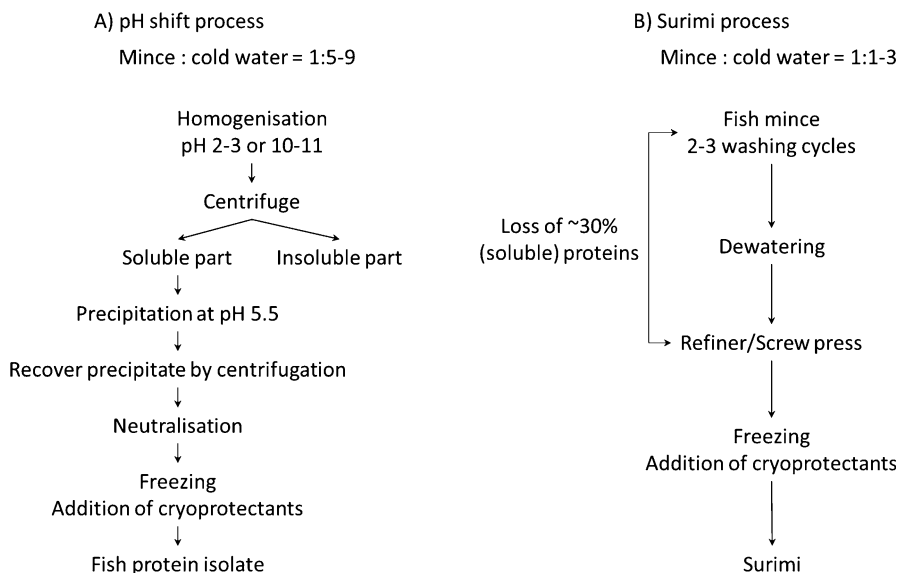 A) pH shift process
Mince : cold water = 1:5-9
Homogenisation
pH 2-3 or 10-11
Centrifuge
Soluble part
Insoluble part
Precipitation at pH 5.5
Recover precipitate by centrifugation
Neutralisation
Freezing
Addition of cryoprotectants
Fish protein isolate
B) Surimi process
Mince : cold water = 1:1-3
Fish mince
2-3 washing cycles
Loss of ~30%
(soluble) proteins
Dewatering
Refiner/Screw press
Freezing
Addition of cryoprotectants
Surimi